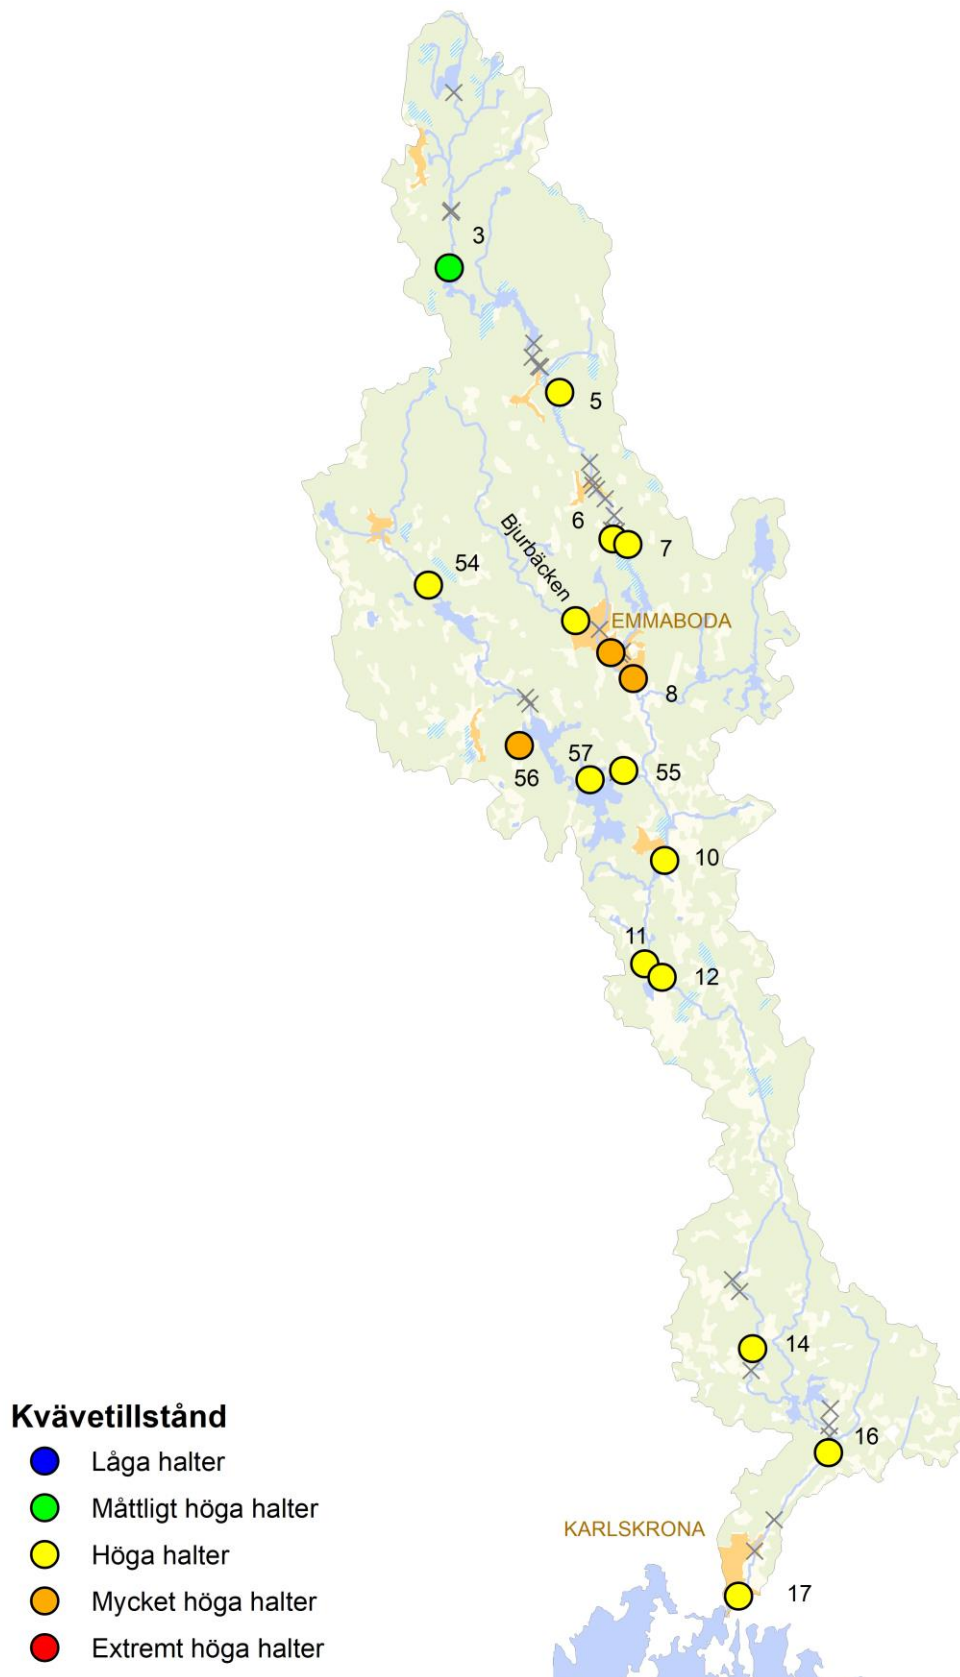 3
5
6
7
Bjurbäcken
54
EMMABODA
8
57
55
56
10
11
12
14
16
KARLSKRONA
17
Kvävetillstånd
Låga halter
Måttligt höga halter
Höga halter
Mycket höga halter
Extremt höga halter